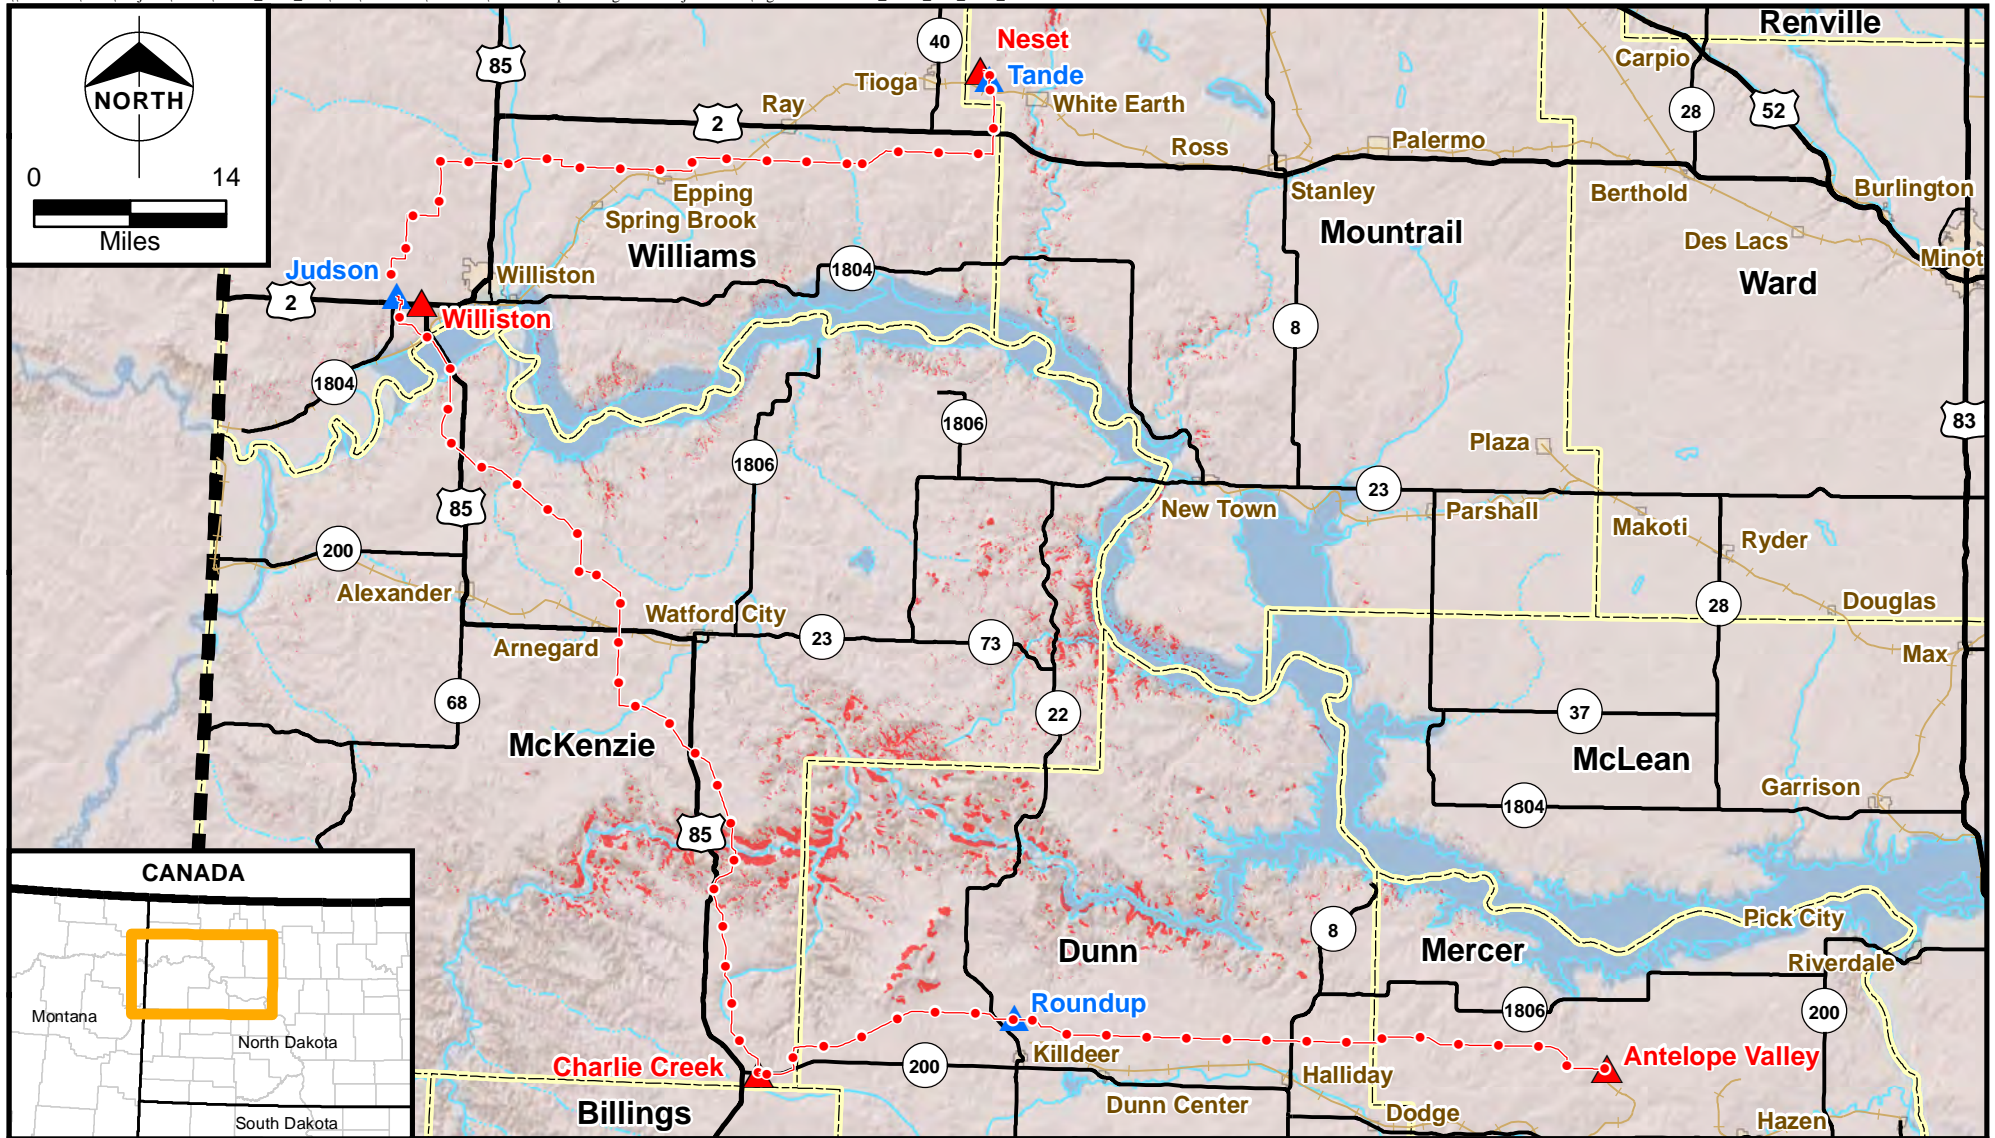 Renville
40
Neset
Carpio
85
Tioga
Tande
NORTH
Ray
White Earth
28
52
2
Ross
Palermo
0 14
Miles
Epping
Stanley
Berthold
Burlington
Spring Brook
Mountrail
Des Lacs
Williams
Minot
Judson
Williston
1804
Ward
2
Williston
8
1804
1806
83
Plaza
1806
85
23
New Town
Parshall
Makoti
Ryder
200
Alexander
Watford City
28
Douglas
Arnegard
23
73
Max
68
22
37
McKenzie
McLean
Garrison
1804
85
CANADA
Pick City
8
Dunn
Mercer
Riverdale
Montana
Roundup
1806
200
North Dakota
Charlie Creek
200
Killdeer
Antelope Valley
Halliday
Billings
Dunn Center
Dodge
Hazen
South Dakota